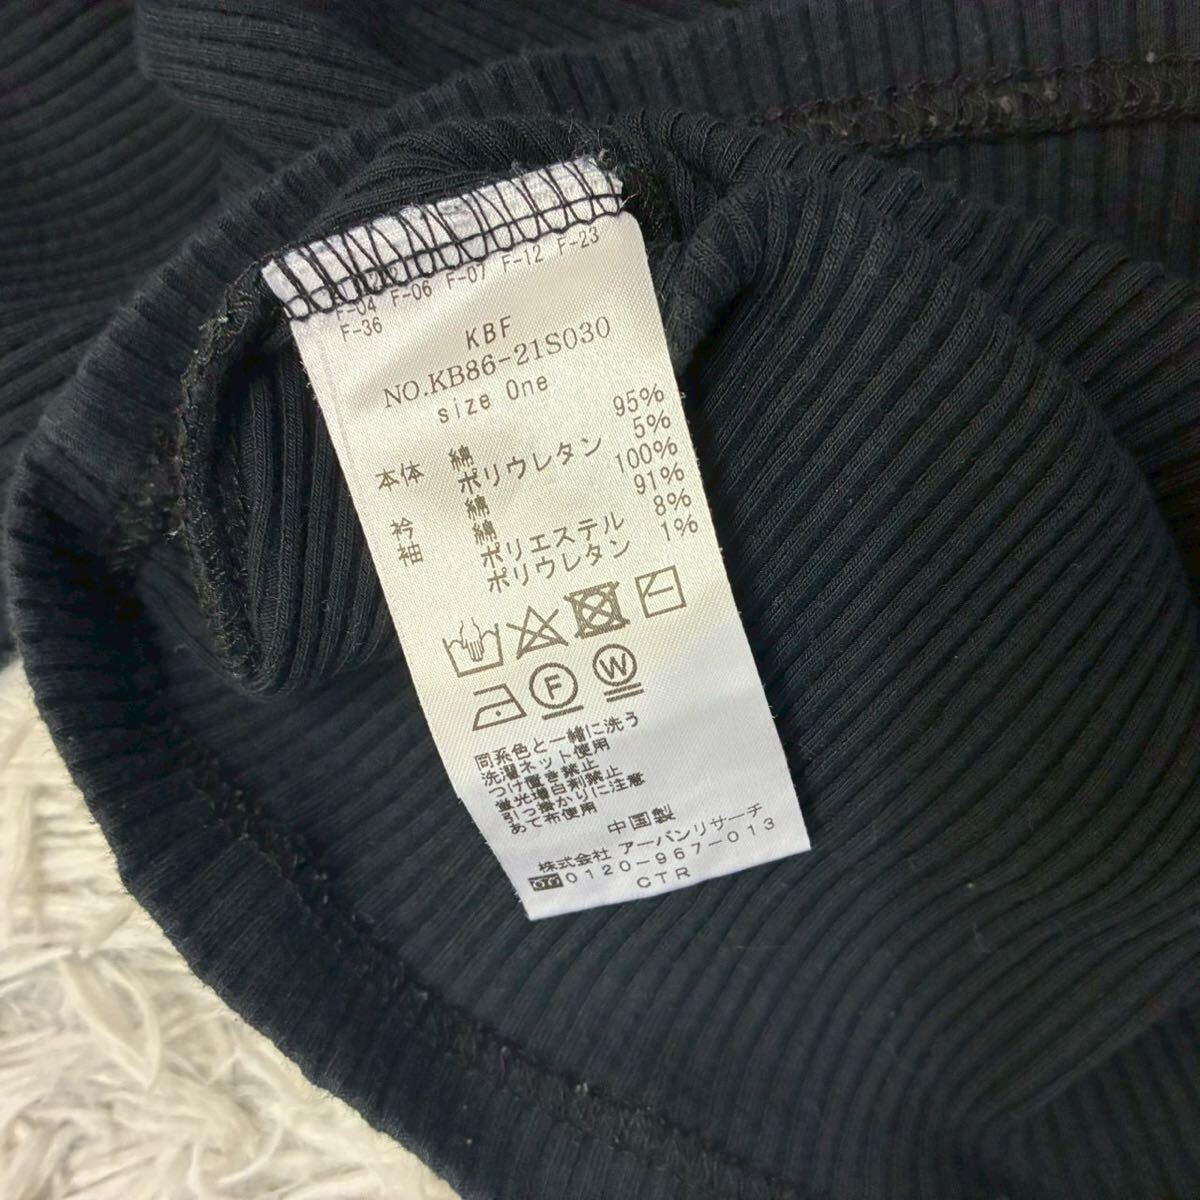 F-04 F-06 F-07 F-12 F-23
F-36
KBF
NO.KB86-21S030
size One
本体 綿 95%
ポリウレタン 5%
衿 綿 100%
袖 綿 91%
ポリエステル 8%
ポリウレタン 1%
F W
同系色と一緒に洗う
洗濯ネット使用
つけ置き禁止
蛍光増白剤禁止
引っ掛かりに注意
あて布使用
中国製
株式会社 アーバンリサーチ
0120-967-013
CTR